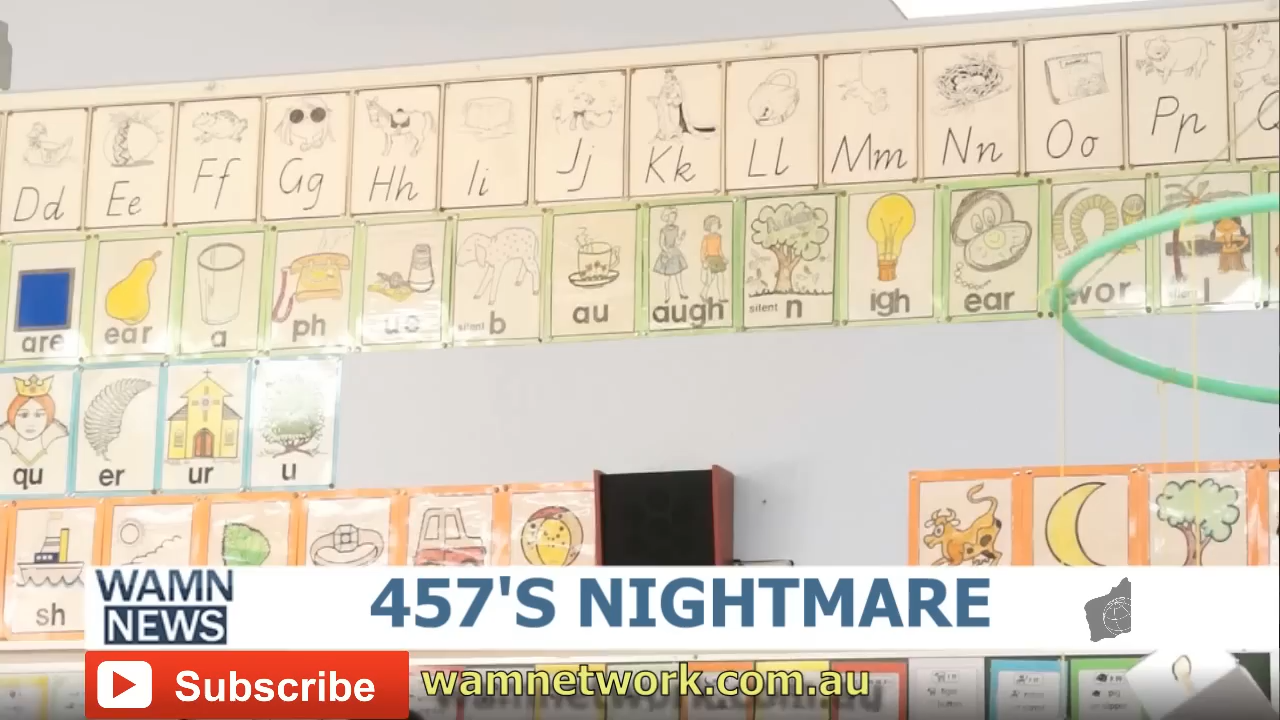 Dd Ee Ff Gg Hh Ii Jj Kk Ll Mm Nn Oo Pp
are ear a ph silent b au augh silent n igh ear wor l
qu er ur u
sh
WAMN NEWS
457'S NIGHTMARE
Subscribe
wamnetwork.com.au